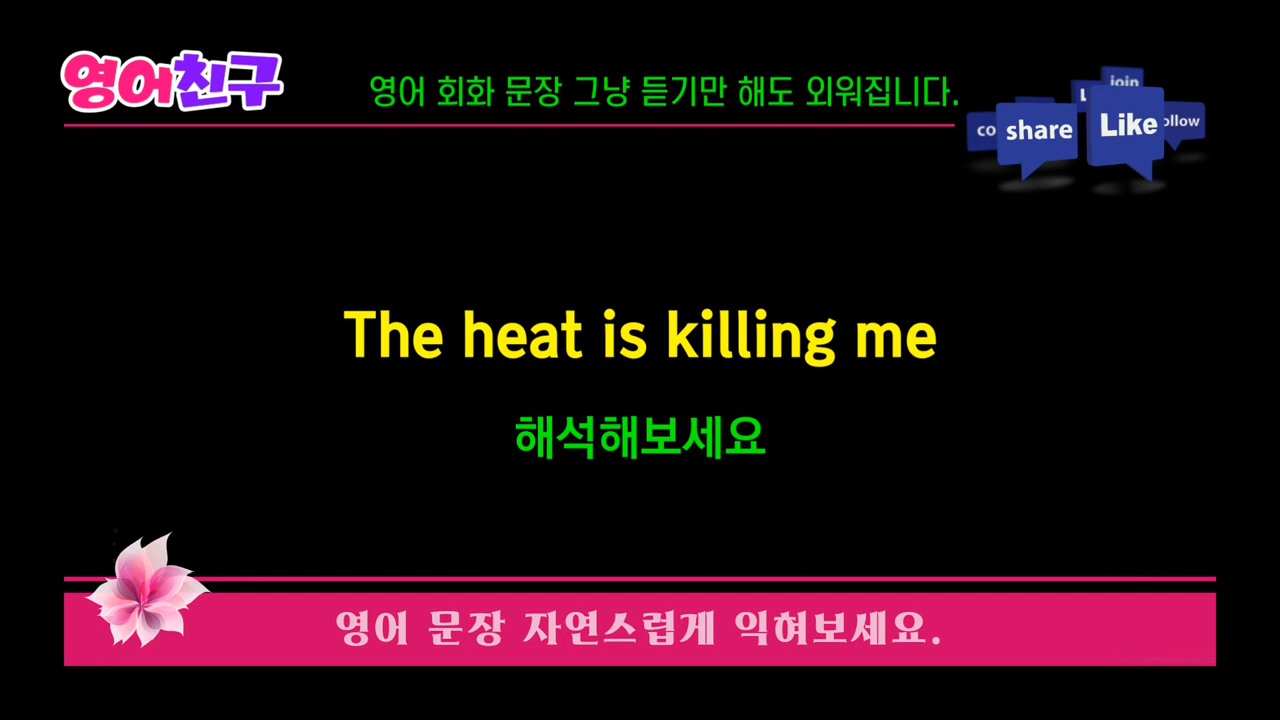 영어친구
영어 회화 문장 그냥 듣기만 해도 외워집니다.
join
share
Like
The heat is killing me
해석해보세요
영어 문장 자연스럽게 익혀보세요.